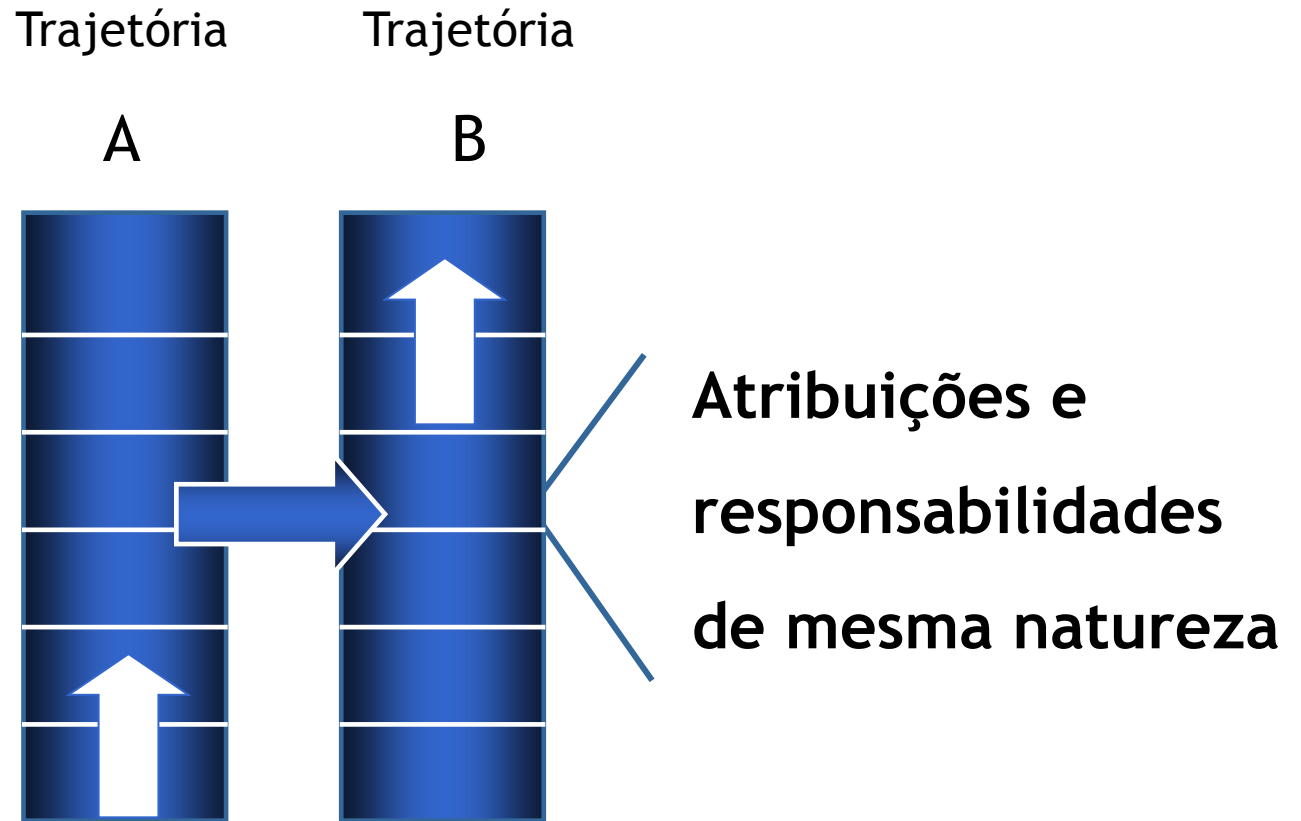 Trajetória Trajetória
A B
Atribuições e
responsabilidades
de mesma natureza